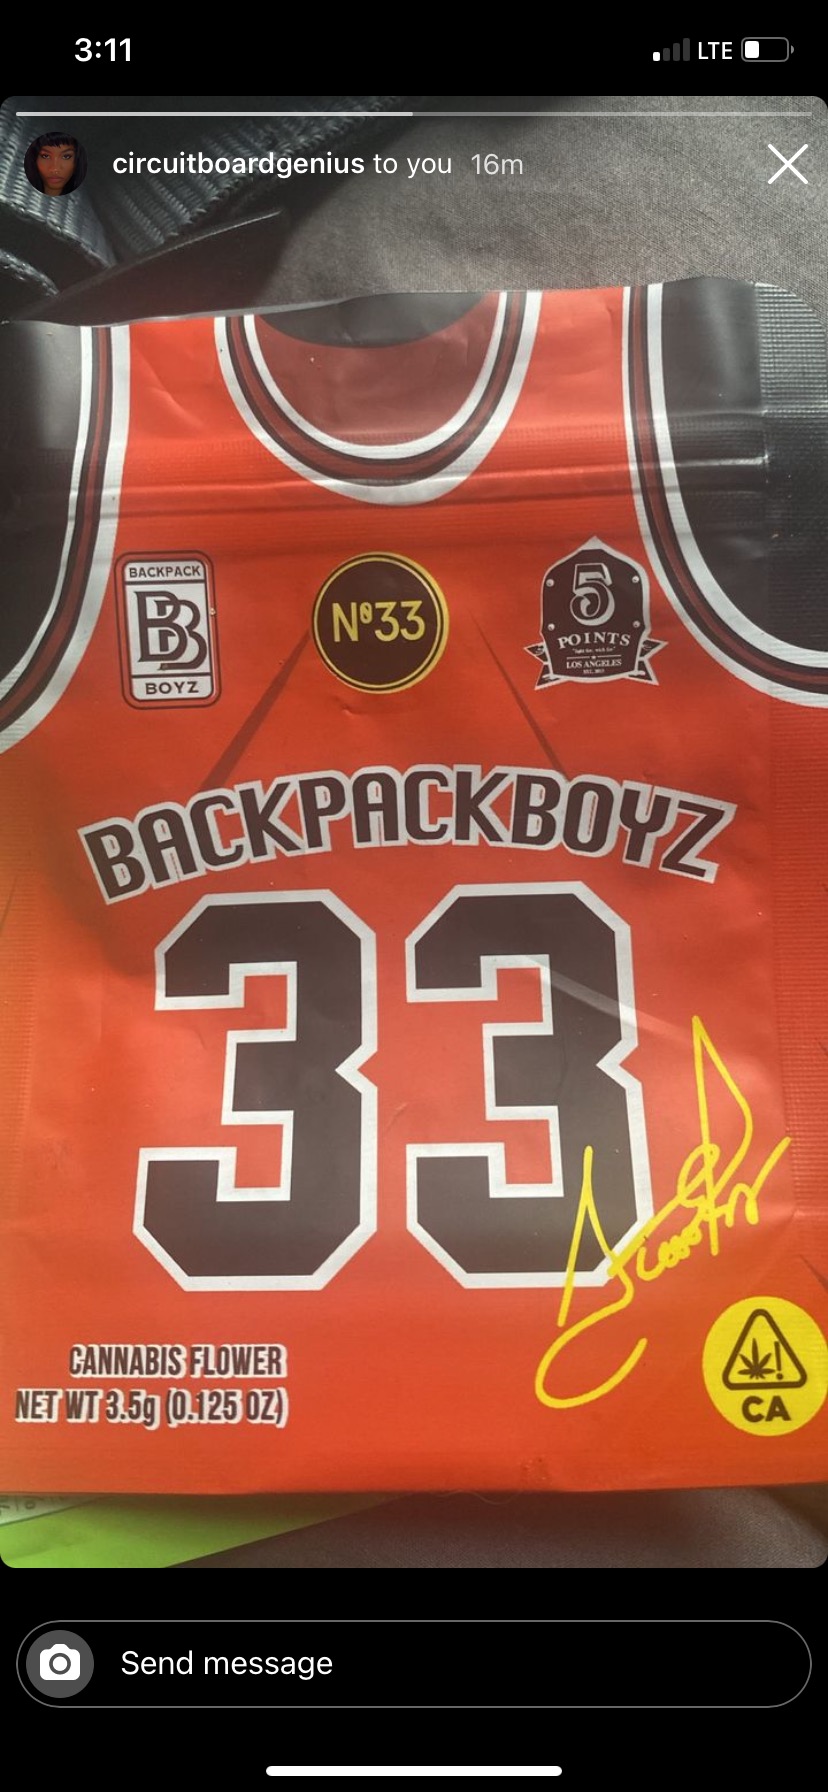 3:11
LTE
circuitboardgenius to you 16m
BACKPACK
BB
BOYZ
Nº33
5
POINTS
LOS ANGELES
BACKPACKBOYZ
33
CANNABIS FLOWER
NET WT 3.5g (0.125 OZ)
CA
Send message